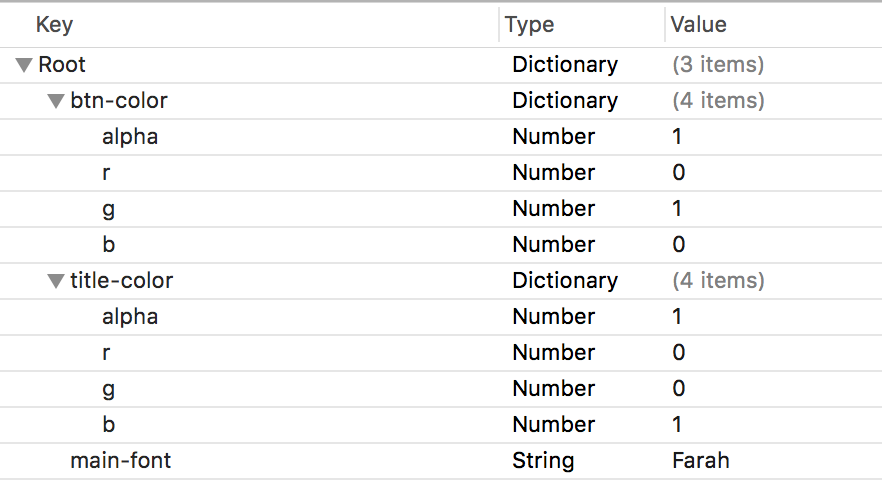 Key Type Value
Root Dictionary (3 items)
btn-color Dictionary (4 items)
alpha Number 1
r Number 0
g Number 1
b Number 0
title-color Dictionary (4 items)
alpha Number 1
r Number 0
g Number 0
b Number 1
main-font String Farah